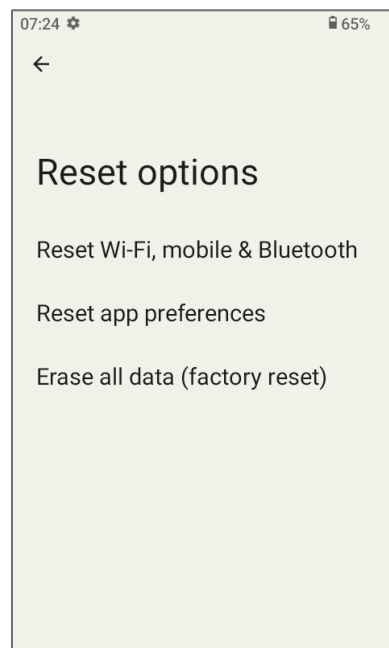 07:24 65%
Reset options
Reset Wi-Fi, mobile & Bluetooth
Reset app preferences
Erase all data (factory reset)